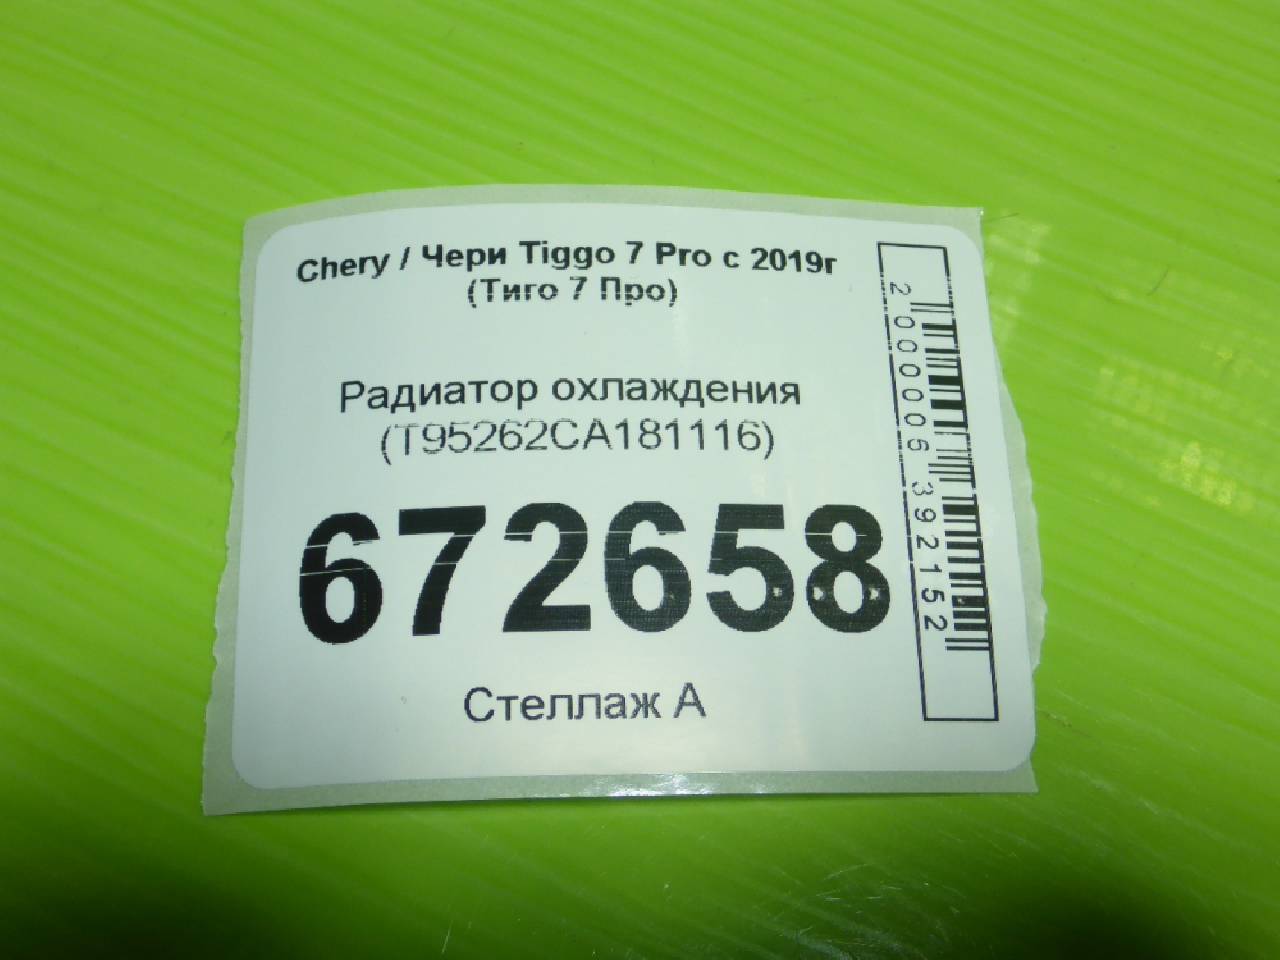 Chery / Чери Tiggo 7 Pro с 2019г
(Тиго 7 Про)
Радиатор охлаждения
(T95262CA181116)
672658
Стеллаж А
2000006392152